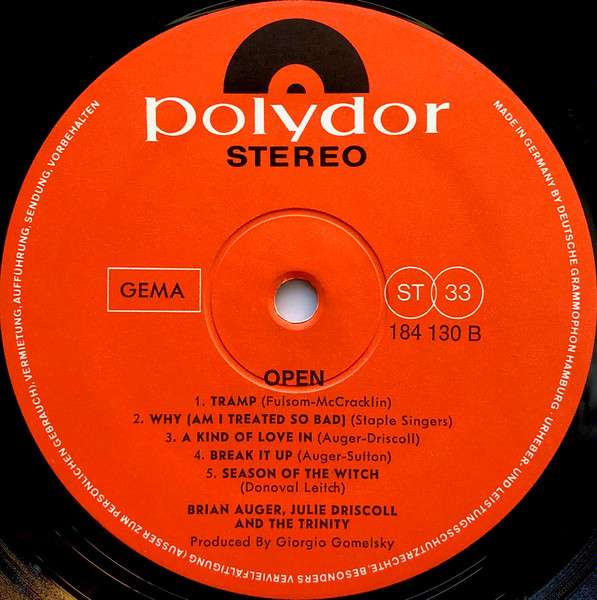 polydor
STEREO
GEMA
ST 33
184 130 B
OPEN
1. TRAMP (Fulsom-McCracklin)
2. WHY (AM I TREATED SO BAD) (Staple Singers)
3. A KIND OF LOVE IN (Auger-Driscoll)
4. BREAK IT UP (Auger-Sutton)
5. SEASON OF THE WITCH
(Donoval Leitch)
BRIAN AUGER, JULIE DRISCOLL
AND THE TRINITY
Produced By Giorgio Gomelsky
MADE IN GERMANY BY DEUTSCHE GRAMMOPHON HAMBURG · URHEBER- UND LEISTUNGSSCHUTZRECHTE, BESONDERS VERVIELFÄLTIGUNG (AUSSER ZUM PERSÖNLICHEN GEBRAUCH), VERMIETUNG, AUFFÜHRUNG, SENDUNG, VORBEHALTEN